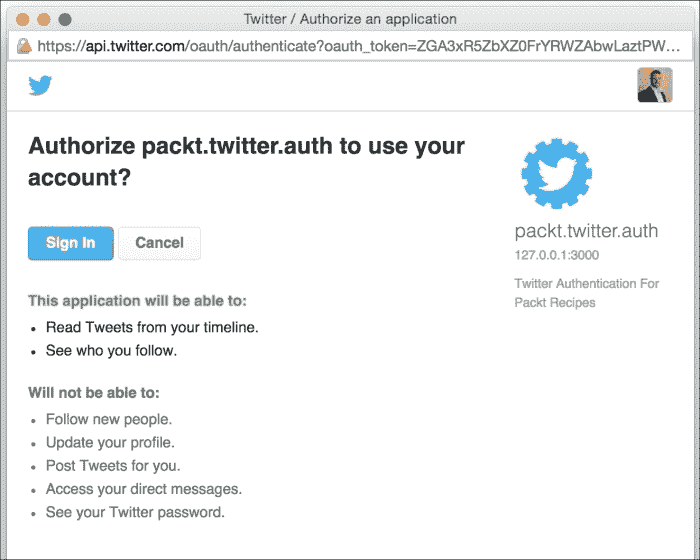 Twitter / Authorize an application
https://api.twitter.com/oauth/authenticate?oauth_token=ZGA3xR5ZbXZ0FrYRWZAbwLaztPW...
Authorize packt.twitter.auth to use your
account?
Sign In
Cancel
This application will be able to:
• Read Tweets from your timeline.
• See who you follow.
Will not be able to:
• Follow new people.
• Update your profile.
• Post Tweets for you.
• Access your direct messages.
• See your Twitter password.
packt.twitter.auth
127.0.0.1:3000
Twitter Authentication For
Packt Recipes